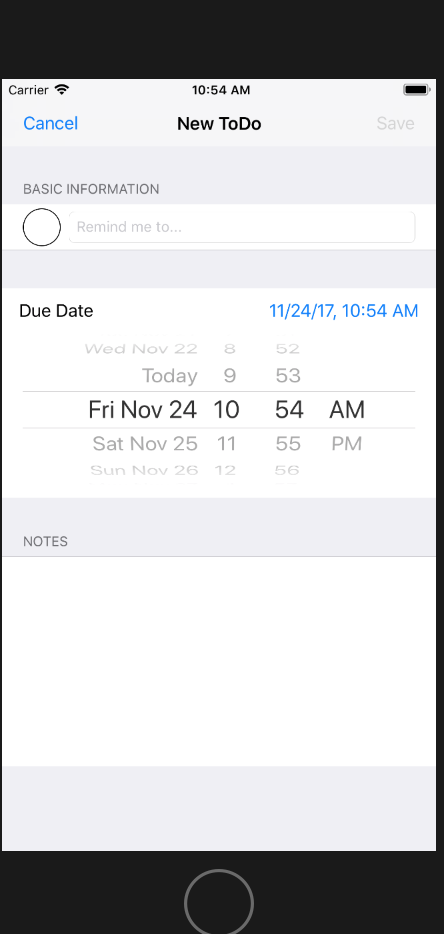 Carrier 10:54 AM
Cancel New ToDo Save
BASIC INFORMATION
Remind me to...
Due Date 11/24/17, 10:54 AM
Wed Nov 22 8 52
Today 9 53
Fri Nov 24 10 54 AM
Sat Nov 25 11 55 PM
Sun Nov 26 12 56
NOTES